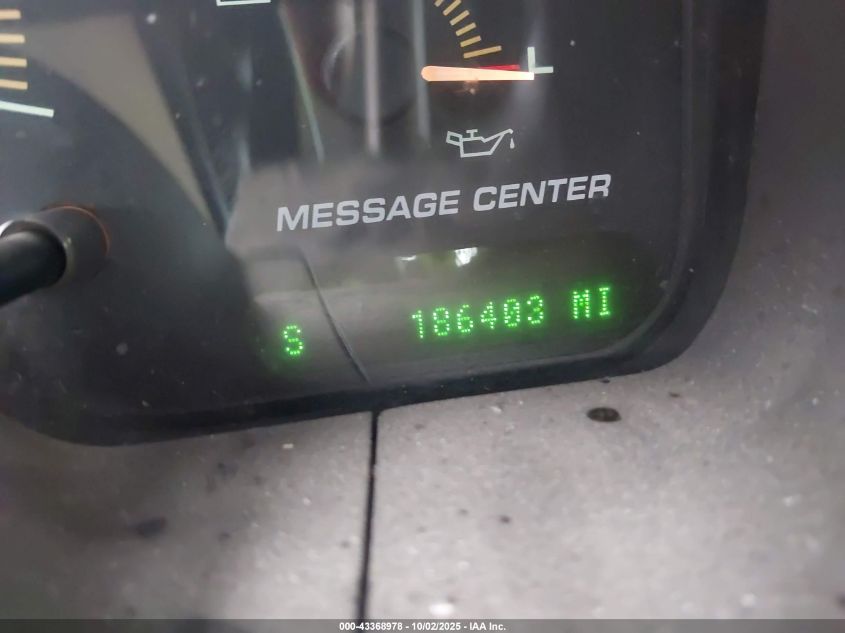 L
MESSAGE CENTER
S 186403 MI
000-43368978 - 10/02/2025 - IAA Inc.